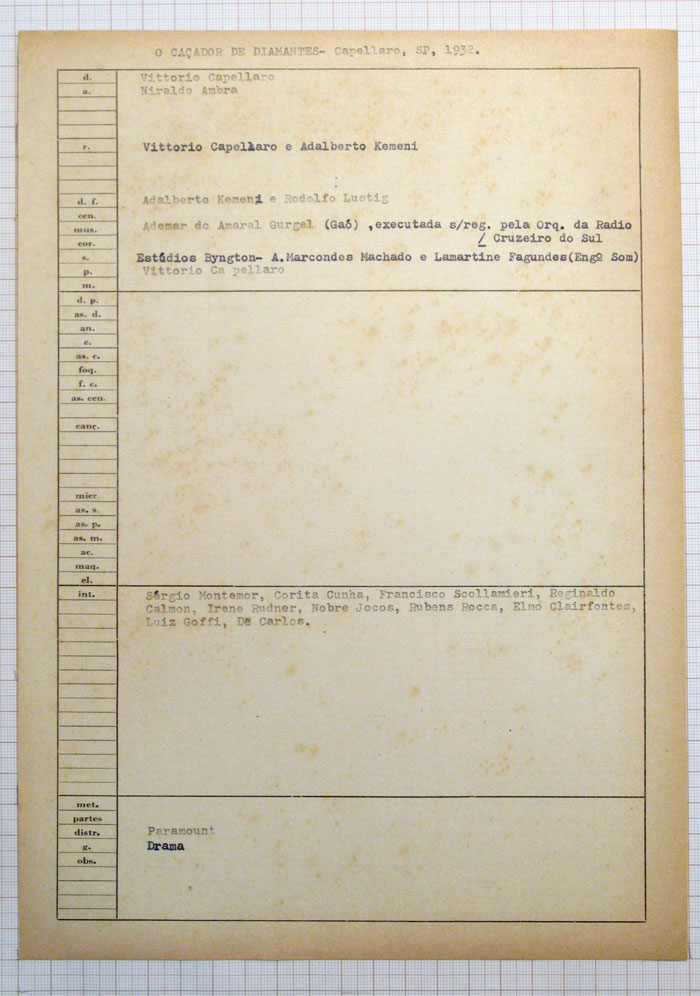 O CAÇADOR DE DIAMANTES- Capellaro, SP, 1932.
d. Vittorio Capellaro
a. Niraldo Ambra
r. Vittorio Capellaro e Adalberto Kemeni
d. f. Adalberto Kemeni e Rodolfo Lustig
cen.
mus. Ademar do Amaral Gurgel (Gaó) ,executada s/reg. pela Orq. da Radio
cor. / Cruzeiro do Sul
s. Estúdios Byngton- A.Marcondes Machado e Lamartine Fagundes(Engº Som)
p. Vittorio Ca pellaro
m.
d. p.
as. d.
an.
c.
as. c.
foq.
f. c.
as. cen.
canç.
micr.
as. s.
as. p.
as. m.
ac.
maq.
el.
int. Sérgio Montemor, Corita Cunha, Francisco Scollamieri, Reginaldo
Calmon, Irene Rudner, Nobre Jocos, Rubens Rocca, Elmo Clairfontes,
Luiz Goffi, De Carlos.
met.
partes
distr. Paramount
g. Drama
obs.